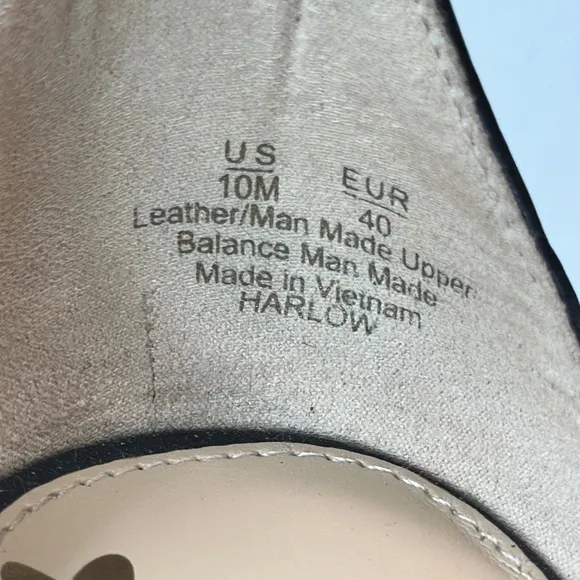 US EUR
10M 40
Leather/Man Made Upper
Balance Man Made
Made in Vietnam
HARLOW